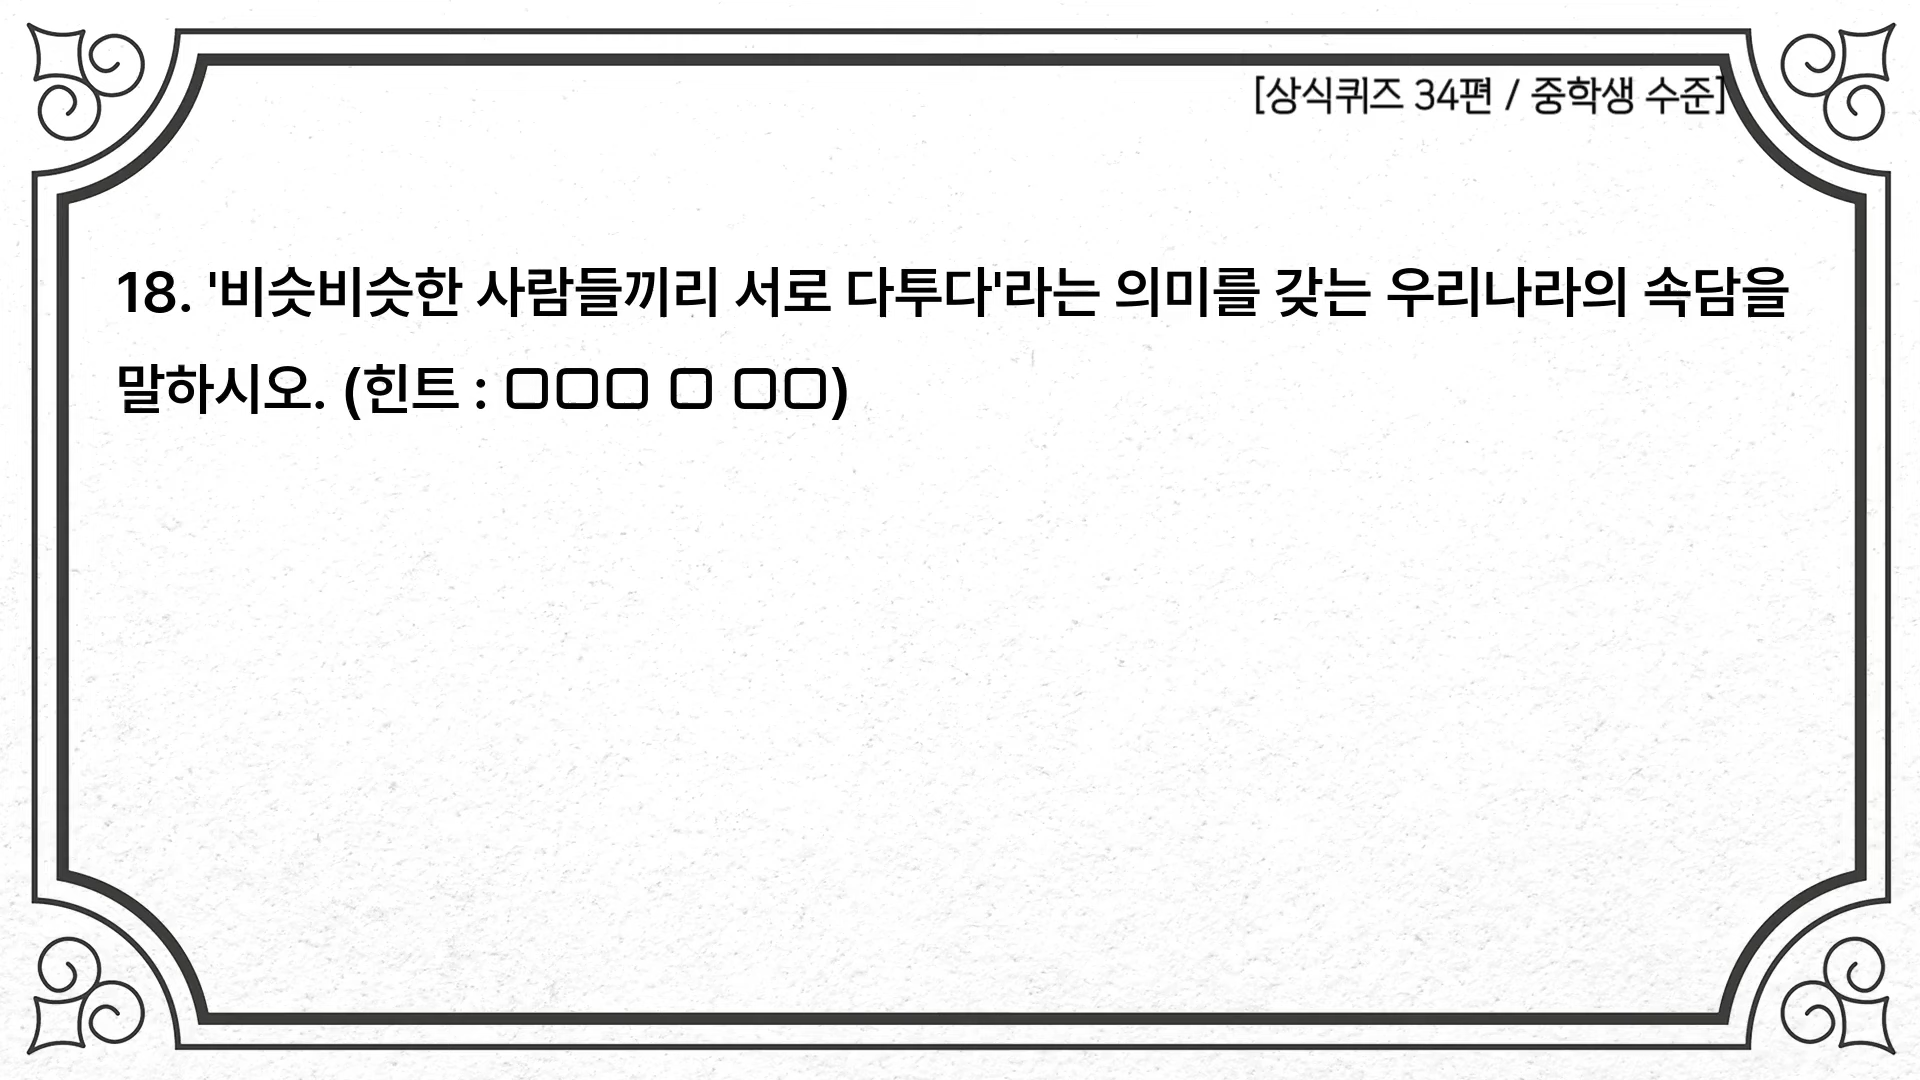 [상식퀴즈 34편 / 중학생 수준]
18. '비슷비슷한 사람들끼리 서로 다투다'라는 의미를 갖는 우리나라의 속담을
말하시오. (힌트 : ▢▢▢ ▢ ▢▢)